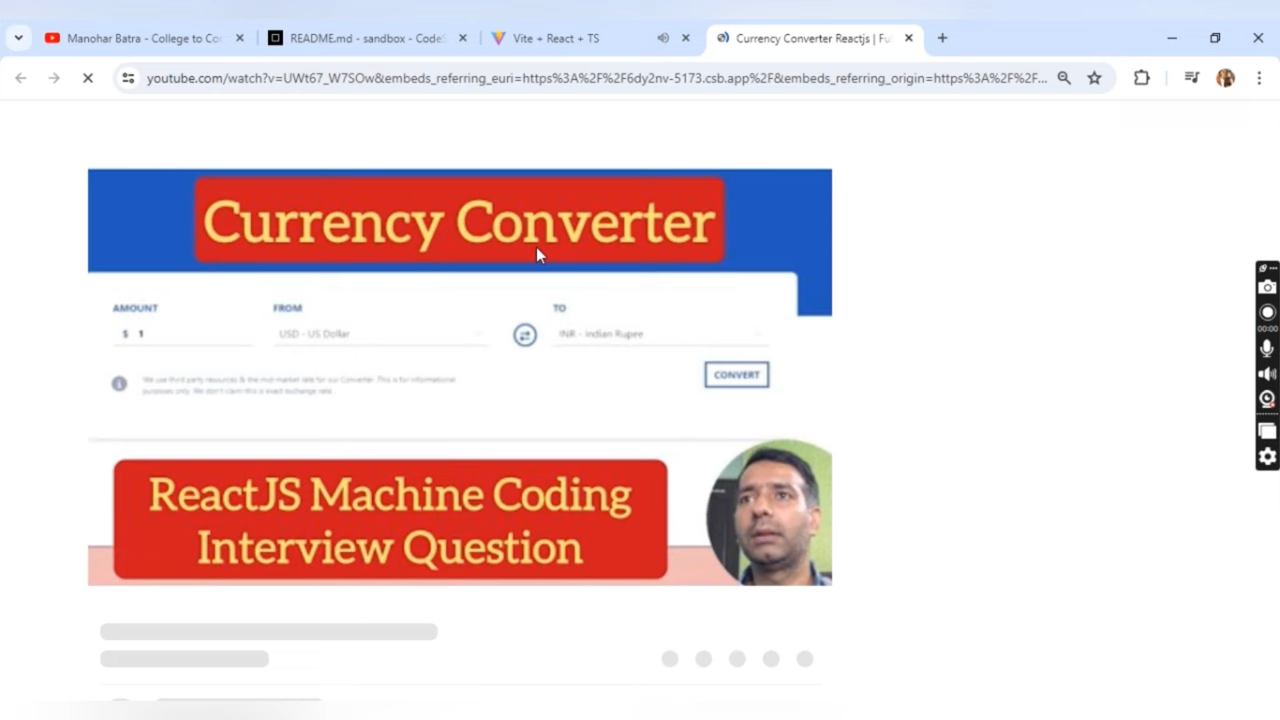 Manohar Batra - College to Co
README.md - sandbox - CodeS
Vite + React + TS
Currency Converter Reactjs | Fu
youtube.com/watch?v=UWt67_W7SOw&embeds_referring_euri=https%3A%2F%2F6dy2nv-5173.csb.app%2F&embeds_referring_origin=https%3A%2F%2F...
Currency Converter
AMOUNT FROM TO
$ 1 USD - US Dollar INR - Indian Rupee
CONVERT
We use third party resources & the mid-market rate for our Converter. This is for informational
purposes only. We don't claim this is exact exchange rate
ReactJS Machine Coding
Interview Question
00:00